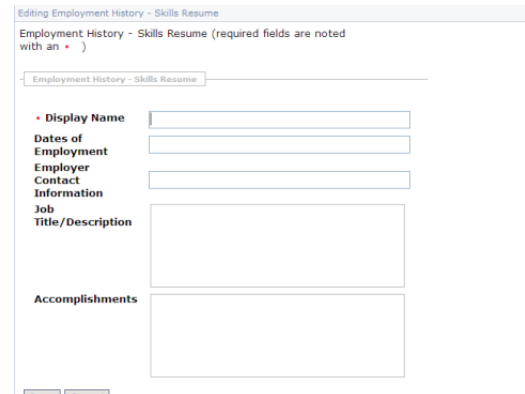 Editing Employment History - Skills Resume
Employment History - Skills Resume (required fields are noted
with an • )
Employment History - Skills Resume
• Display Name
Dates of
Employment
Employer
Contact
Information
Job
Title/Description
Accomplishments